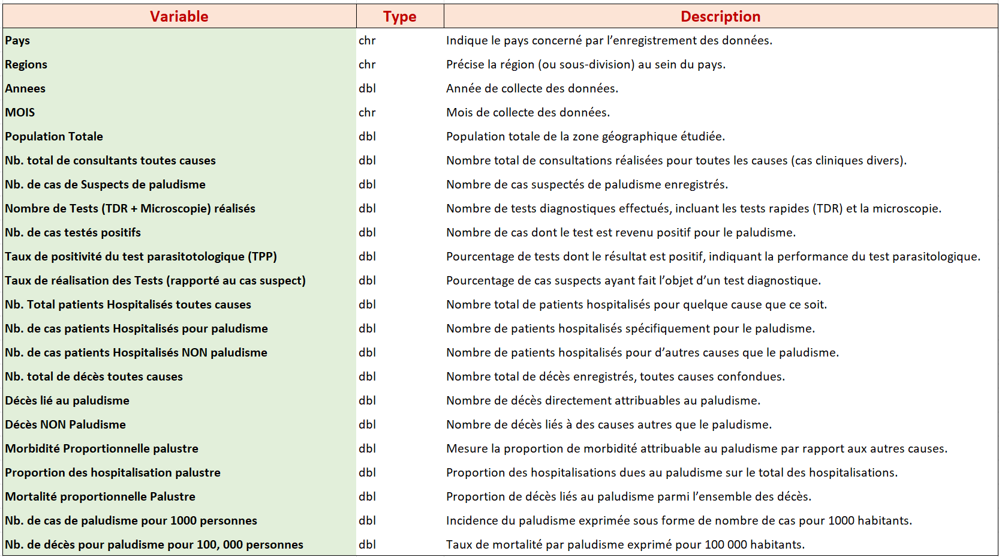 Variable Type Description
Pays chr Indique le pays concerné par l’enregistrement des données.
Regions chr Précise la région (ou sous-division) au sein du pays.
Annees dbl Année de collecte des données.
MOIS chr Mois de collecte des données.
Population Totale dbl Population totale de la zone géographique étudiée.
Nb. total de consultants toutes causes dbl Nombre total de consultations réalisées pour toutes les causes (cas cliniques divers).
Nb. de cas de Suspects de paludisme dbl Nombre de cas suspectés de paludisme enregistrés.
Nombre de Tests (TDR + Microscopie) réalisés dbl Nombre de tests diagnostiques effectués, incluant les tests rapides (TDR) et la microscopie.
Nb. de cas testés positifs dbl Nombre de cas dont le test est revenu positif pour le paludisme.
Taux de positivité du test parasitotologique (TPP) dbl Pourcentage de tests dont le résultat est positif, indiquant la performance du test parasitologique.
Taux de réalisation des Tests (rapporté au cas suspect) dbl Pourcentage de cas suspects ayant fait l’objet d’un test diagnostique.
Nb. Total patients Hospitalisés toutes causes dbl Nombre total de patients hospitalisés pour quelque cause que ce soit.
Nb. de cas patients Hospitalisés pour paludisme dbl Nombre de patients hospitalisés spécifiquement pour le paludisme.
Nb. de cas patients Hospitalisés NON paludisme dbl Nombre de patients hospitalisés pour d’autres causes que le paludisme.
Nb. total de décès toutes causes dbl Nombre total de décès enregistrés, toutes causes confondues.
Décès lié au paludisme dbl Nombre de décès directement attribuables au paludisme.
Décès NON Paludisme dbl Nombre de décès liés à des causes autres que le paludisme.
Morbidité Proportionnelle palustre dbl Mesure la proportion de morbidité attribuable au paludisme par rapport aux autres causes.
Proportion des hospitalisation palustre dbl Proportion des hospitalisations dues au paludisme sur le total des hospitalisations.
Mortalité proportionnelle Palustre dbl Proportion de décès liés au paludisme parmi l’ensemble des décès.
Nb. de cas de paludisme pour 1000 personnes dbl Incidence du paludisme exprimée sous forme de nombre de cas pour 1000 habitants.
Nb. de décès pour paludisme pour 100, 000 personnes dbl Taux de mortalité par paludisme exprimé pour 100 000 habitants.